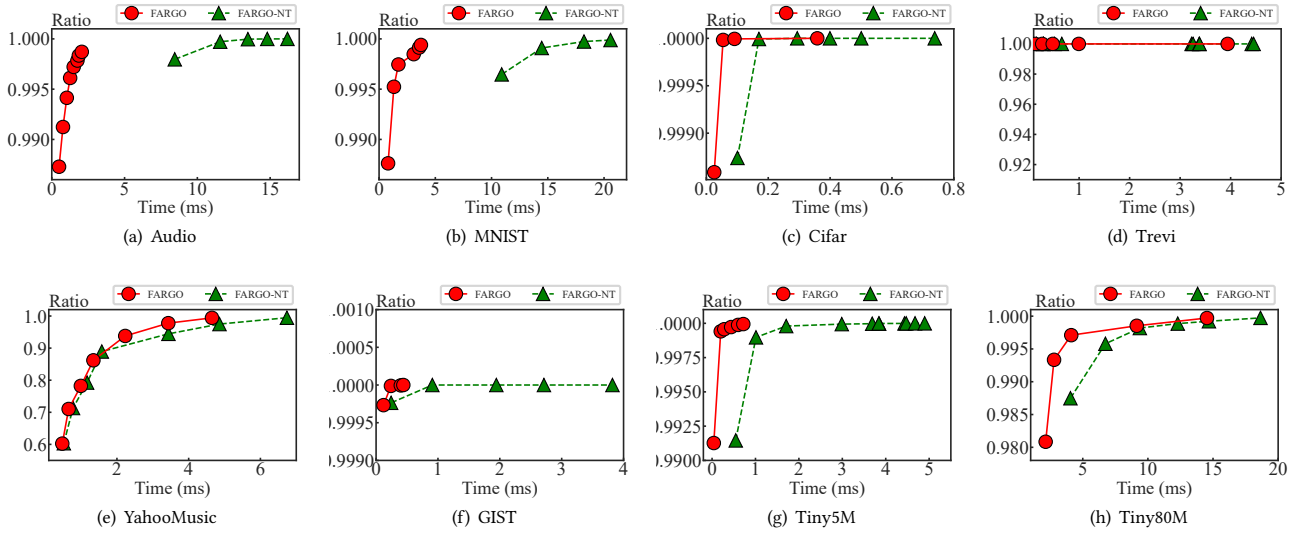 Ratio FARGO FARGO-NT
1.000
0.995
0.990
0 5 10 15
Time (ms)
(a) Audio
Ratio FARGO FARGO-NT
1.000
0.995
0.990
0 5 10 15 20
Time (ms)
(b) MNIST
Ratio FARGO FARGO-NT
.0000
).9995
).9990
0.0 0.2 0.4 0.6 0.8
Time (ms)
(c) Cifar
Ratio FARGO FARGO-NT
1.00
0.98
0.96
0.94
0.92
1 2 3 4 5
Time (ms)
(d) Trevi
Ratio FARGO FARGO-NT
1.0
0.9
0.8
0.7
0.6
2 4 6
Time (ms)
(e) YahooMusic
Ratio FARGO FARGO-NT
.0010
.0005
.0000
).9995
).9990
0 1 2 3 4
Time (ms)
(f) GIST
Ratio FARGO FARGO-NT
.0000
).9975
).9950
).9925
).9900
0 1 2 3 4 5
Time (ms)
(g) Tiny5M
Ratio FARGO FARGO-NT
1.000
0.995
0.990
0.985
0.980
5 10 15 20
Time (ms)
(h) Tiny80M